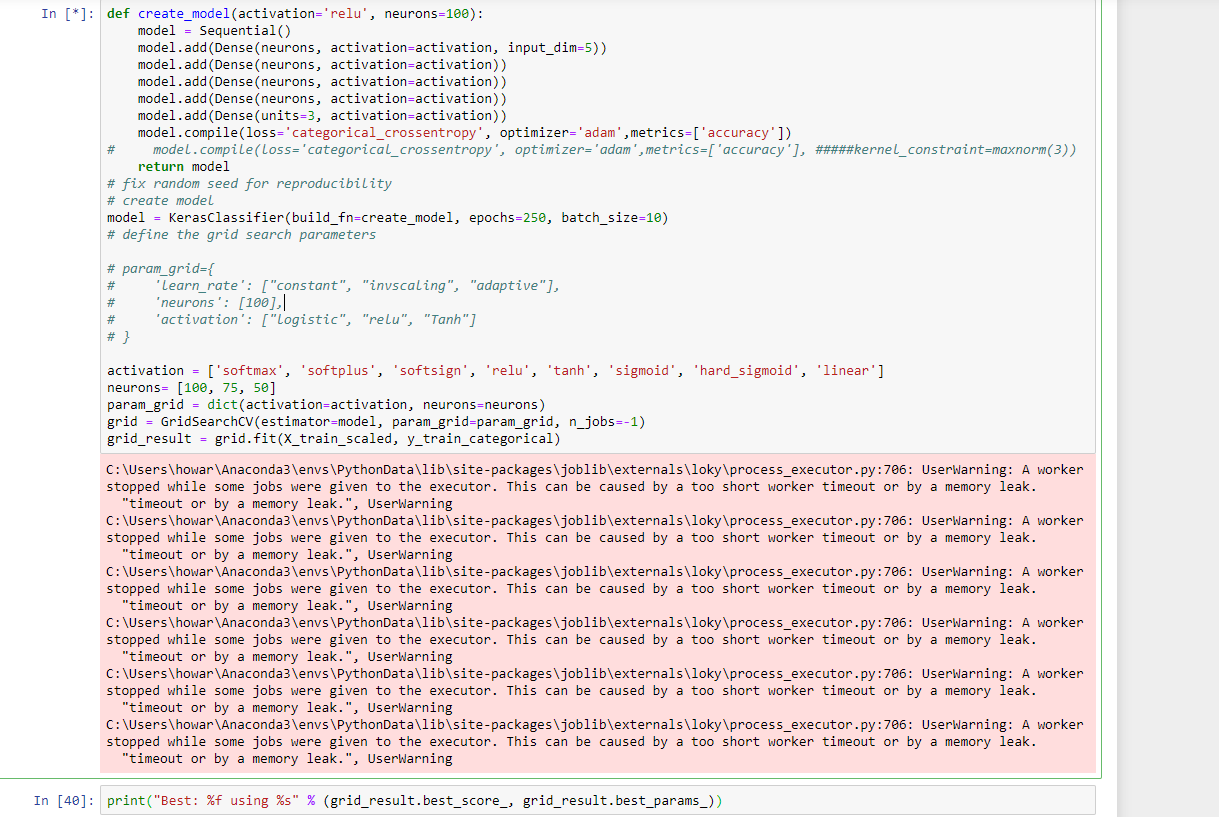 In [*]: def create_model(activation='relu', neurons=100):
    model = Sequential()
    model.add(Dense(neurons, activation=activation, input_dim=5))
    model.add(Dense(neurons, activation=activation))
    model.add(Dense(neurons, activation=activation))
    model.add(Dense(neurons, activation=activation))
    model.add(Dense(units=3, activation=activation))
    model.compile(loss='categorical_crossentropy', optimizer='adam',metrics=['accuracy'])
#     model.compile(loss='categorical_crossentropy', optimizer='adam',metrics=['accuracy'], #####kernel_constraint=maxnorm(3))
    return model
# fix random seed for reproducibility
# create model
model = KerasClassifier(build_fn=create_model, epochs=250, batch_size=10)
# define the grid search parameters
# param_grid={
#     'learn_rate': ["constant", "invscaling", "adaptive"],
#     'neurons': [100],
#     'activation': ["logistic", "relu", "Tanh"]
# }
activation = ['softmax', 'softplus', 'softsign', 'relu', 'tanh', 'sigmoid', 'hard_sigmoid', 'linear']
neurons= [100, 75, 50]
param_grid = dict(activation=activation, neurons=neurons)
grid = GridSearchCV(estimator=model, param_grid=param_grid, n_jobs=-1)
grid_result = grid.fit(X_train_scaled, y_train_categorical)
C:\Users\howar\Anaconda3\envs\PythonData\lib\site-packages\joblib\externals\loky\process_executor.py:706: UserWarning: A worker
stopped while some jobs were given to the executor. This can be caused by a too short worker timeout or by a memory leak.
  "timeout or by a memory leak.", UserWarning
C:\Users\howar\Anaconda3\envs\PythonData\lib\site-packages\joblib\externals\loky\process_executor.py:706: UserWarning: A worker
stopped while some jobs were given to the executor. This can be caused by a too short worker timeout or by a memory leak.
  "timeout or by a memory leak.", UserWarning
C:\Users\howar\Anaconda3\envs\PythonData\lib\site-packages\joblib\externals\loky\process_executor.py:706: UserWarning: A worker
stopped while some jobs were given to the executor. This can be caused by a too short worker timeout or by a memory leak.
  "timeout or by a memory leak.", UserWarning
C:\Users\howar\Anaconda3\envs\PythonData\lib\site-packages\joblib\externals\loky\process_executor.py:706: UserWarning: A worker
stopped while some jobs were given to the executor. This can be caused by a too short worker timeout or by a memory leak.
  "timeout or by a memory leak.", UserWarning
C:\Users\howar\Anaconda3\envs\PythonData\lib\site-packages\joblib\externals\loky\process_executor.py:706: UserWarning: A worker
stopped while some jobs were given to the executor. This can be caused by a too short worker timeout or by a memory leak.
  "timeout or by a memory leak.", UserWarning
C:\Users\howar\Anaconda3\envs\PythonData\lib\site-packages\joblib\externals\loky\process_executor.py:706: UserWarning: A worker
stopped while some jobs were given to the executor. This can be caused by a too short worker timeout or by a memory leak.
  "timeout or by a memory leak.", UserWarning
In [40]: print("Best: %f using %s" % (grid_result.best_score_, grid_result.best_params_))